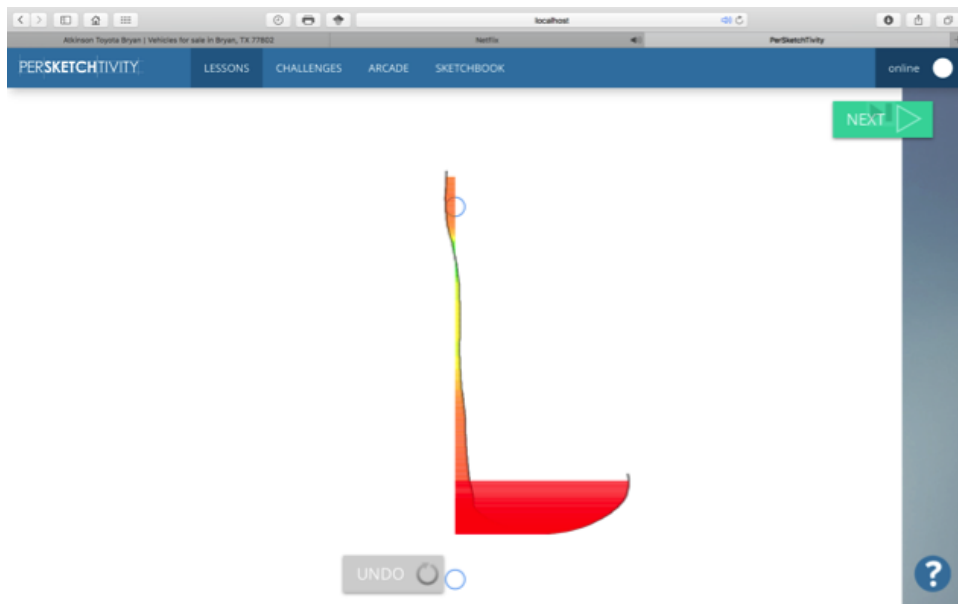 localhost
Atkinson Toyota Bryan | Vehicles for sale in Bryan, TX 77802
Netflix
PerSketchTivity
PERSKETCHTIVITY
LESSONS
CHALLENGES
ARCADE
SKETCHBOOK
online
NEXT
UNDO
?